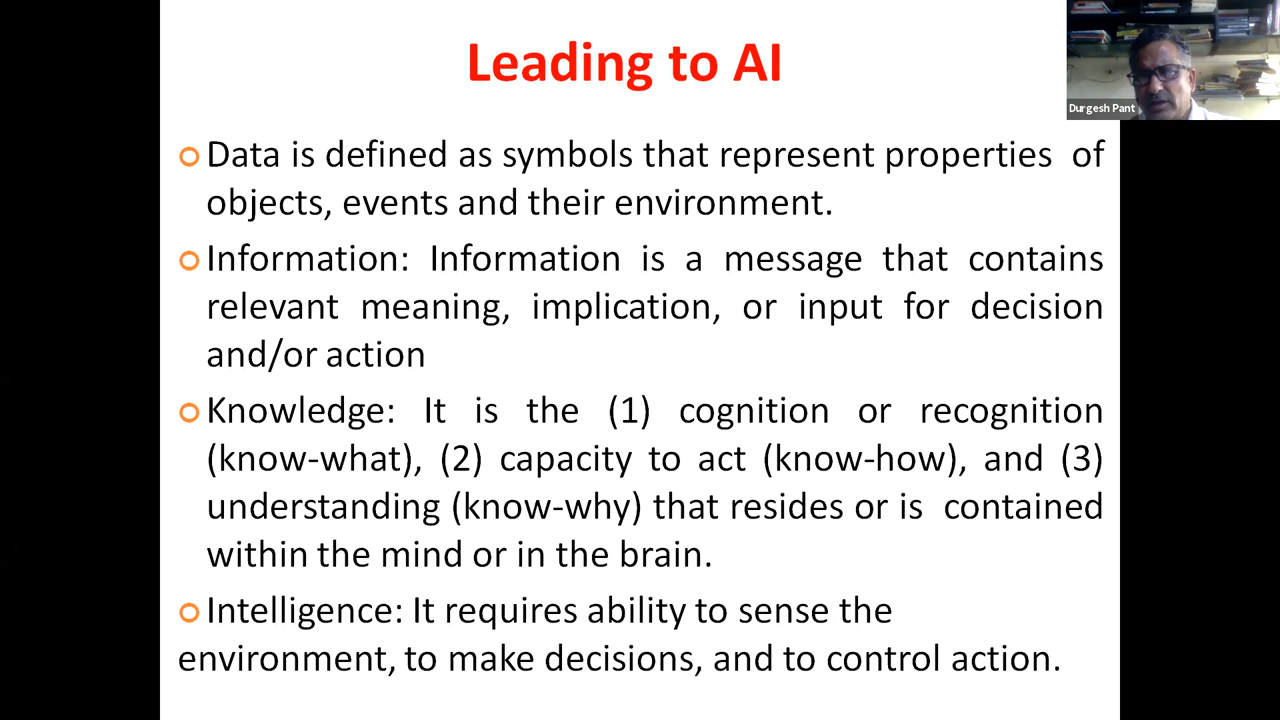 Leading to AI
Durgesh Pant
Data is defined as symbols that represent properties of
objects, events and their environment.
Information: Information is a message that contains
relevant meaning, implication, or input for decision
and/or action
Knowledge: It is the (1) cognition or recognition
(know-what), (2) capacity to act (know-how), and (3)
understanding (know-why) that resides or is contained
within the mind or in the brain.
Intelligence: It requires ability to sense the
environment, to make decisions, and to control action.